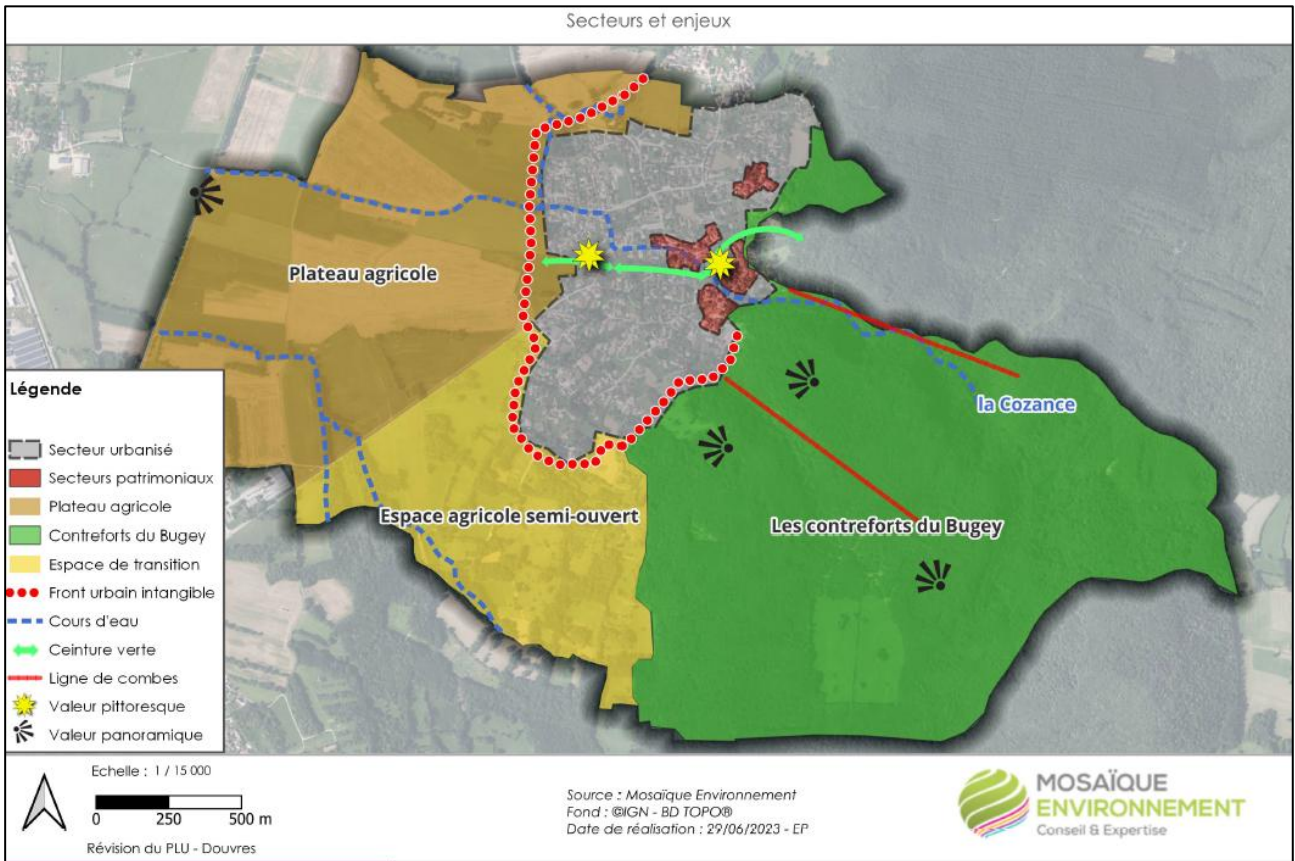 Secteurs et enjeux
Plateau agricole
la Cozance
Espace agricole semi-ouvert
Les contreforts du Bugey
Légende
Secteur urbanisé
Secteurs patrimoniaux
Plateau agricole
Contreforts du Bugey
Espace de transition
Front urbain intangible
Cours d'eau
Ceinture verte
Ligne de combes
Valeur pittoresque
Valeur panoramique
Echelle : 1 / 15 000
0 250 500 m
Révision du PLU - Douvres
Source : Mosaïque Environnement
Fond : @IGN - BD TOPO®
Date de réalisation : 29/06/2023 - EP
MOSAÏQUE
ENVIRONNEMENT
Conseil & Expertise